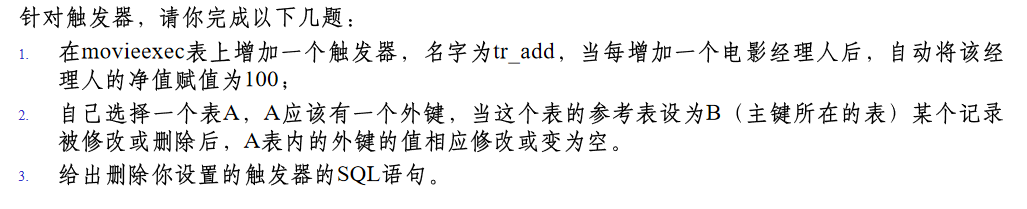 针对触发器，请你完成以下几题：
1. 在movieexec表上增加一个触发器，名字为tr_add，当每增加一个电影经理人后，自动将该经
理人的净值赋值为100；
2. 自己选择一个表A，A应该有一个外键，当这个表的参考表设为B（主键所在的表）某个记录
被修改或删除后，A表内的外键的值相应修改或变为空。
3. 给出删除你设置的触发器的SQL语句。